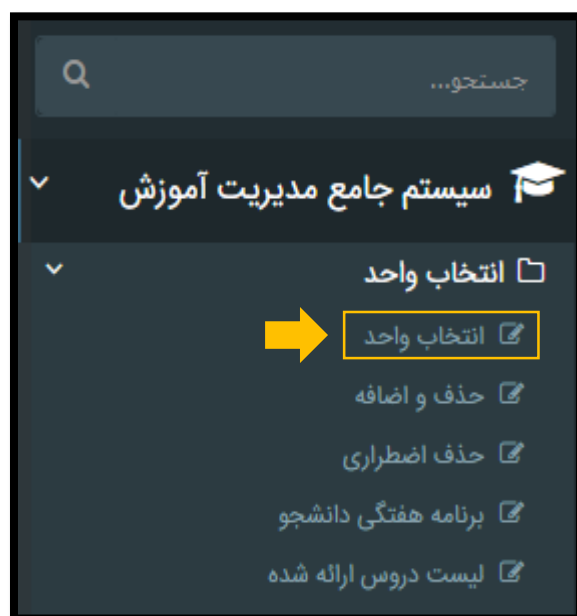 جستحو...
سیستم جامع مدیریت آموزش
انتخاب واحد
انتخاب واحد
حذف و اضافه
حذف اضطراری
برنامه هفتگی دانشجو
لیست دروس ارائه شده